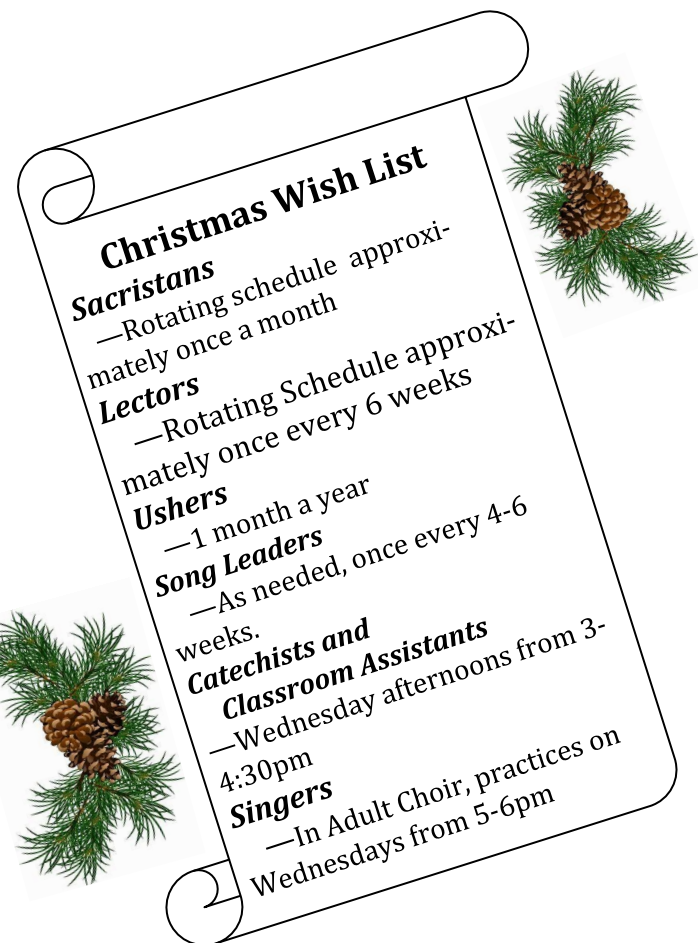 Christmas Wish List
Sacristans
—Rotating schedule approxi-
mately once a month
Lectors
—Rotating Schedule approxi-
mately once every 6 weeks
Ushers
—1 month a year
Song Leaders
—As needed, once every 4-6
weeks.
Catechists and
Classroom Assistants
—Wednesday afternoons from 3-
4:30pm
Singers
—In Adult Choir, practices on
Wednesdays from 5-6pm